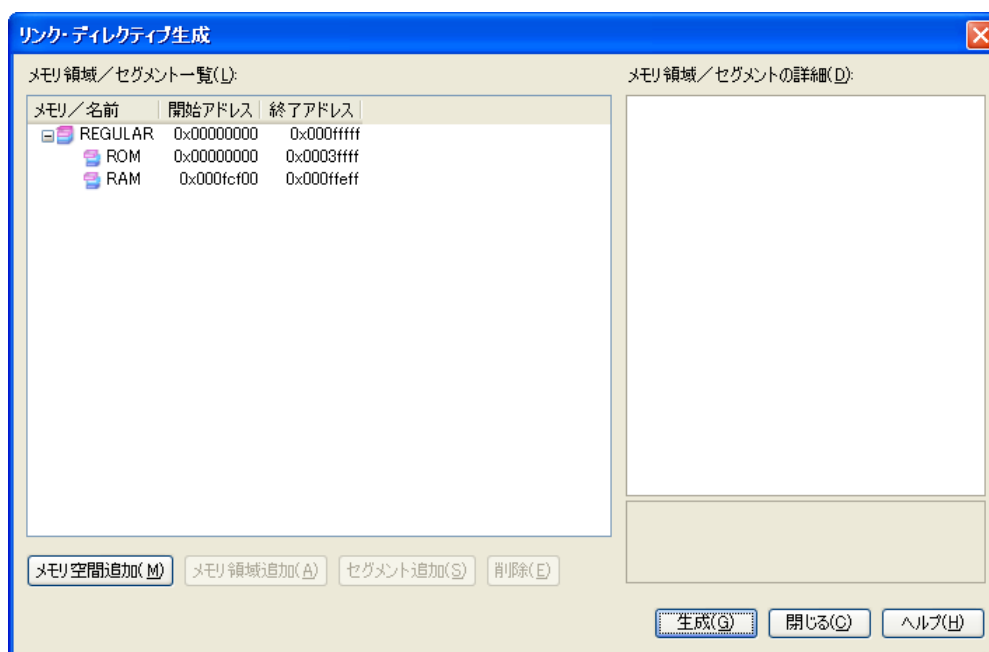 リンク・ディレクティブ生成
メモリ領域／セグメント一覧(L):
メモリ／名前 開始アドレス 終了アドレス
REGULAR 0x00000000 0x000fffff
ROM 0x00000000 0x0003ffff
RAM 0x000fcf00 0x000ffeff
メモリ空間追加(M) メモリ領域追加(A) セグメント追加(S) 削除(E)
メモリ領域／セグメントの詳細(D):
生成(G) 閉じる(C) ヘルプ(H)